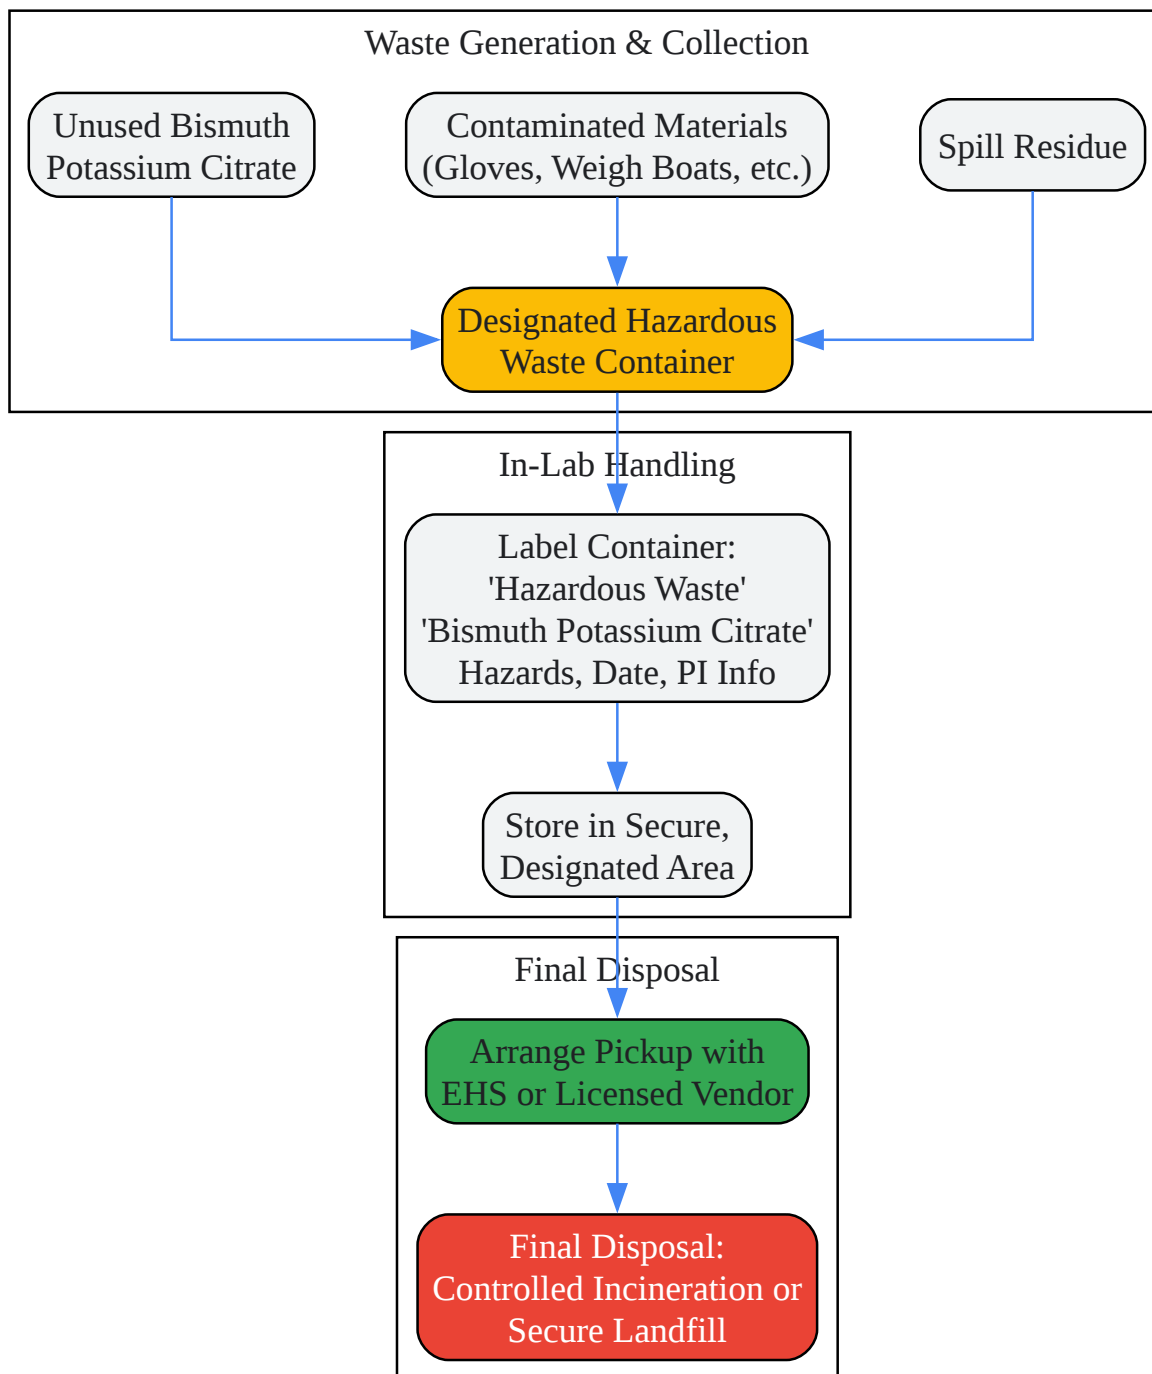 Waste Generation & Collection
Unused Bismuth
Potassium Citrate
Contaminated Materials
(Gloves, Weigh Boats, etc.)
Spill Residue
Designated Hazardous
Waste Container
In-Lab Handling
Label Container:
'Hazardous Waste'
'Bismuth Potassium Citrate'
Hazards, Date, PI Info
Store in Secure,
Designated Area
Final Disposal
Arrange Pickup with
EHS or Licensed Vendor
Final Disposal:
Controlled Incineration or
Secure Landfill